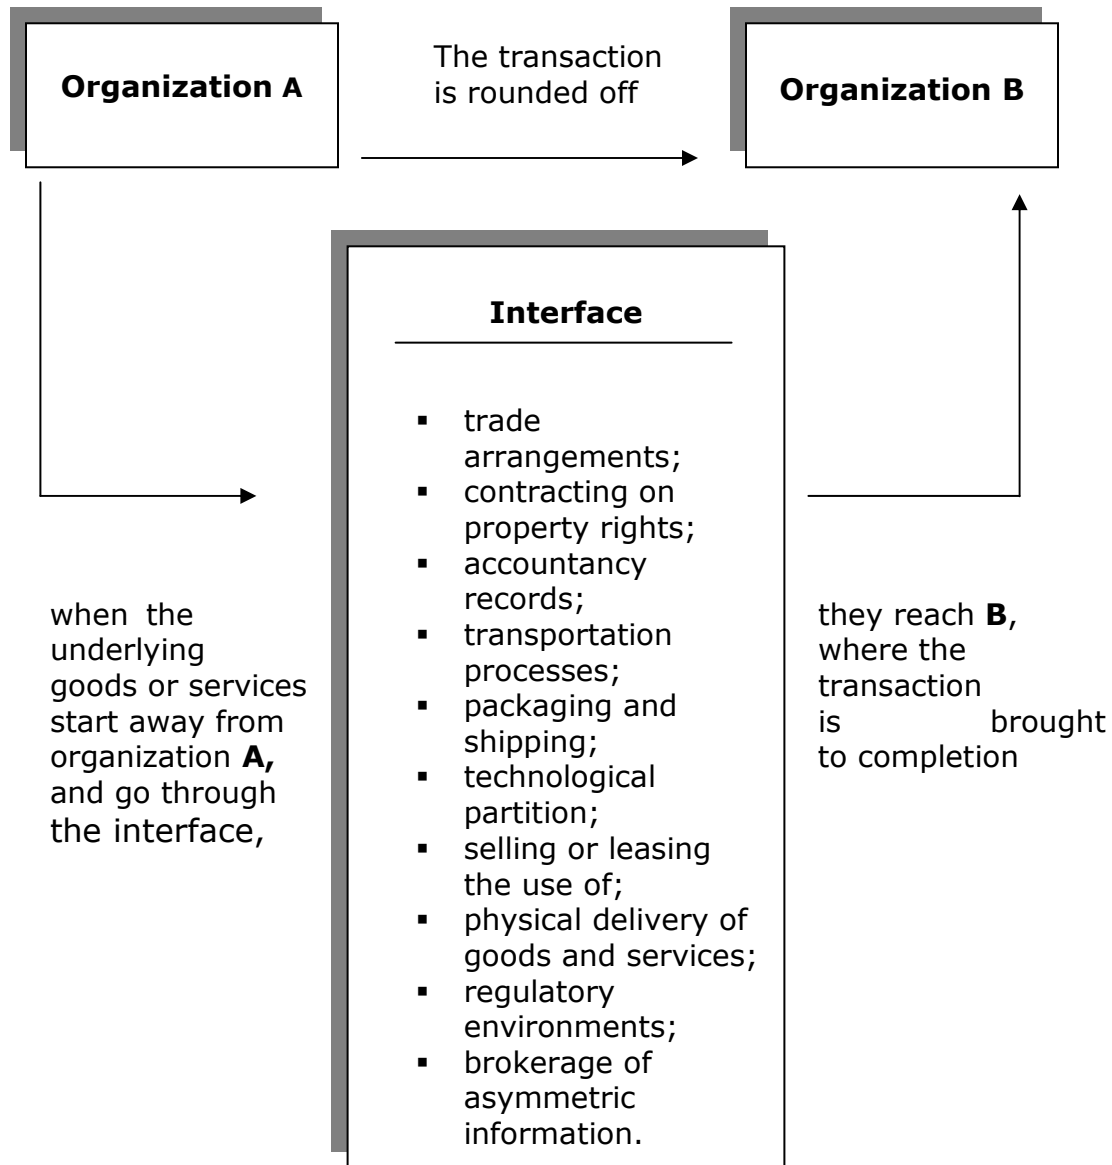 Organization A
The transaction
is rounded off
Organization B
Interface
trade
arrangements;
contracting on
property rights;
accountancy
records;
transportation
processes;
packaging and
shipping;
technological
partition;
selling or leasing
the use of;
physical delivery of
goods and services;
regulatory
environments;
brokerage of
asymmetric
information.
when the
underlying
goods or services
start away from
organization A,
and go through
the interface,
they reach B,
where the
transaction
is brought
to completion